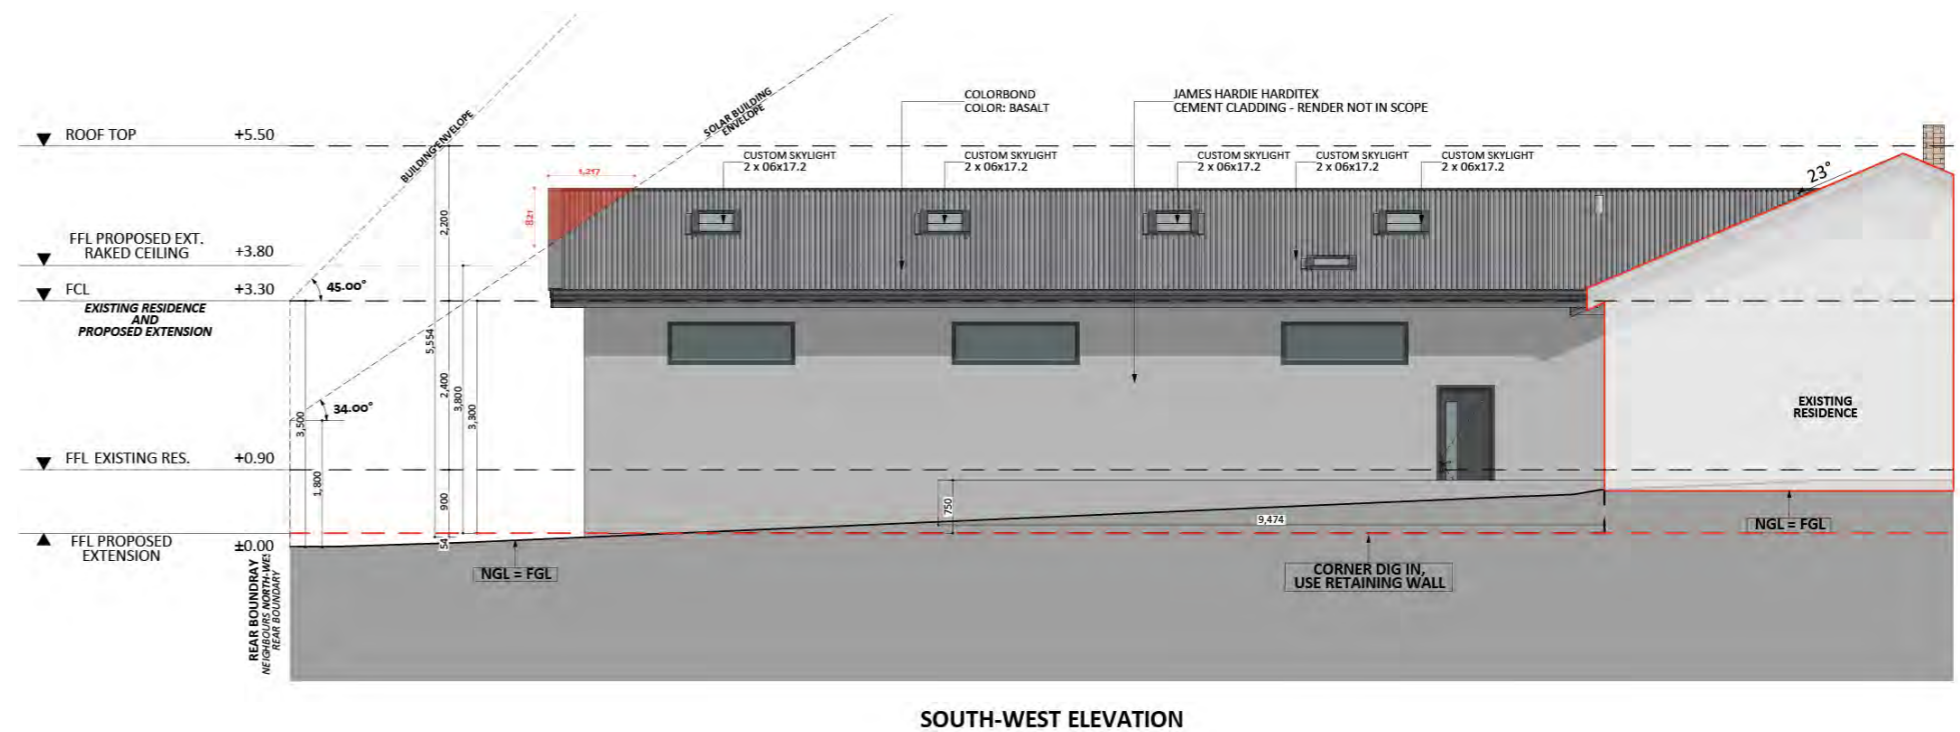 COLORBOND
COLOR: BASALT
JAMES HARDIE HARDITEX
CEMENT CLADDING - RENDER NOT IN SCOPE
BUILDING ENVELOPE
SOLAR BUILDING
ENVELOPE
ROOF TOP +5.50
CUSTOM SKYLIGHT
2 x 06x17.2
CUSTOM SKYLIGHT
2 x 06x17.2
CUSTOM SKYLIGHT
2 x 06x17.2
CUSTOM SKYLIGHT
2 x 06x17.2
CUSTOM SKYLIGHT
2 x 06x17.2
23°
821
2,200
FFL PROPOSED EXT.
RAKED CEILING +3.80
FCL +3.30
45.00°
EXISTING RESIDENCE
AND
PROPOSED EXTENSION
5,554
2,400
3,800
3,300
34.00°
3,500
1,800
EXISTING
RESIDENCE
FFL EXISTING RES. +0.90
900
750
9,474
54
FFL PROPOSED
EXTENSION
±0.00
NGL = FGL
NGL = FGL
CORNER DIG IN,
USE RETAINING WALL
REAR BOUNDRAY
NEIGHBOURS NORTH-WES
REAR BOUNDARY
SOUTH-WEST ELEVATION